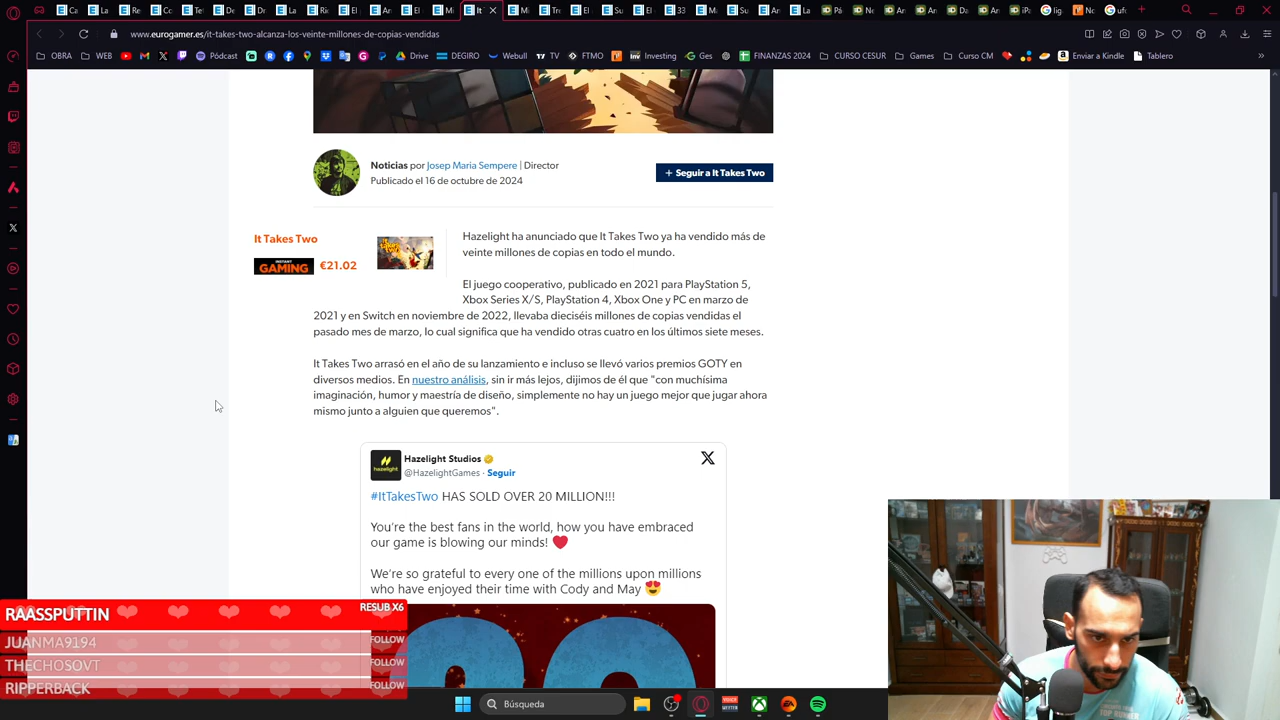 It
www.eurogamer.es/it-takes-two-alcanza-los-veinte-millones-de-copias-vendidas
OBRA WEB Pódcast Drive DEGIRO Webull TV FTMO Investing Ges FINANZAS 2024 CURSO CESUR Games Curso CM Enviar a Kindle Tablero
Noticias por Josep Maria Sempere | Director
Publicado el 16 de octubre de 2024
+ Seguir a It Takes Two
It Takes Two
INSTANT GAMING €21.02
Hazelight ha anunciado que It Takes Two ya ha vendido más de
veinte millones de copias en todo el mundo.
El juego cooperativo, publicado en 2021 para PlayStation 5,
Xbox Series X/S, PlayStation 4, Xbox One y PC en marzo de
2021 y en Switch en noviembre de 2022, llevaba dieciséis millones de copias vendidas el
pasado mes de marzo, lo cual significa que ha vendido otras cuatro en los últimos siete meses.
It Takes Two arrasó en el año de su lanzamiento e incluso se llevó varios premios GOTY en
diversos medios. En nuestro análisis, sin ir más lejos, dijimos de él que "con muchísima
imaginación, humor y maestría de diseño, simplemente no hay un juego mejor que jugar ahora
mismo junto a alguien que queremos".
Hazelight Studios
@HazelightGames · Seguir
#ItTakesTwo HAS SOLD OVER 20 MILLION!!!
You're the best fans in the world, how you have embraced
our game is blowing our minds!
We're so grateful to every one of the millions upon millions
who have enjoyed their time with Cody and May
RAASSPUTTIN RESUB X6
JUANMA9194 FOLLOW
THECHOSOVT FOLLOW
RIPPERBACK FOLLOW
Búsqueda